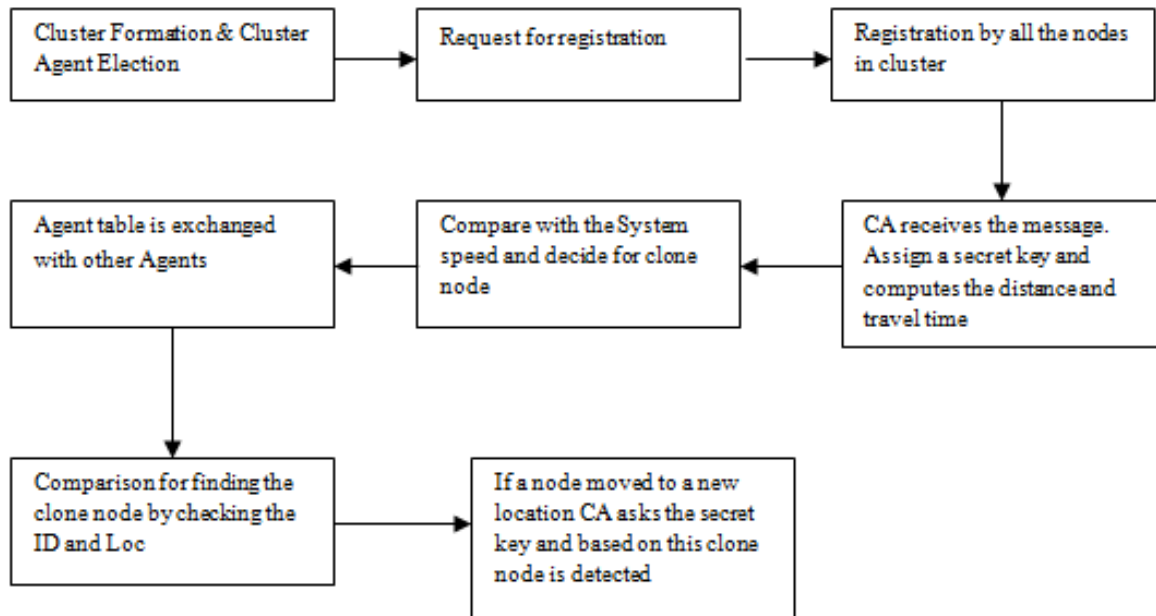 Cluster Formation & Cluster
Agent Election
Request for registration
Registration by all the nodes
in cluster
CA receives the message.
Assign a secret key and
computes the distance and
travel time
Compare with the System
speed and decide for clone
node
Agent table is exchanged
with other Agents
Comparison for finding the
clone node by checking the
ID and Loc
If a node moved to a new
location CA asks the secret
key and based on this clone
node is detected